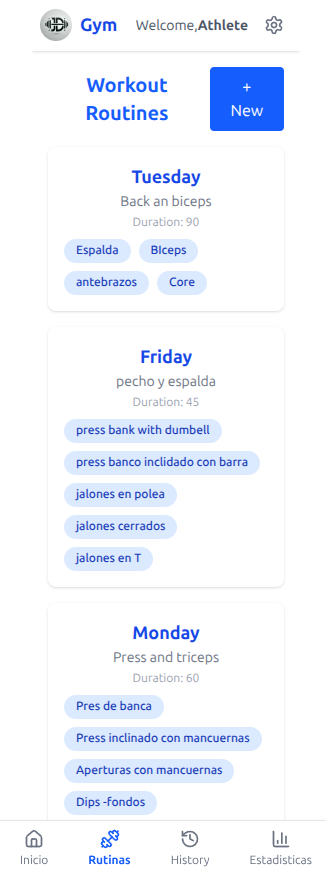 Gym Welcome,Athlete
Workout
Routines
+
New
Tuesday
Back an biceps
Duration: 90
Espalda BIceps
antebrazos Core
Friday
pecho y espalda
Duration: 45
press bank with dumbell
press banco inclidado con barra
jalones en polea
jalones cerrados
jalones en T
Monday
Press and triceps
Duration: 60
Pres de banca
Press inclinado con mancuernas
Aperturas con mancuernas
Dips -fondos
Inicio Rutinas History Estadisticas